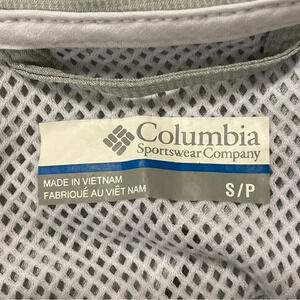 Columbia
Sportswear Company
MADE IN VIETNAM
FABRIQUÉ AU VIÊT NAM
S/P